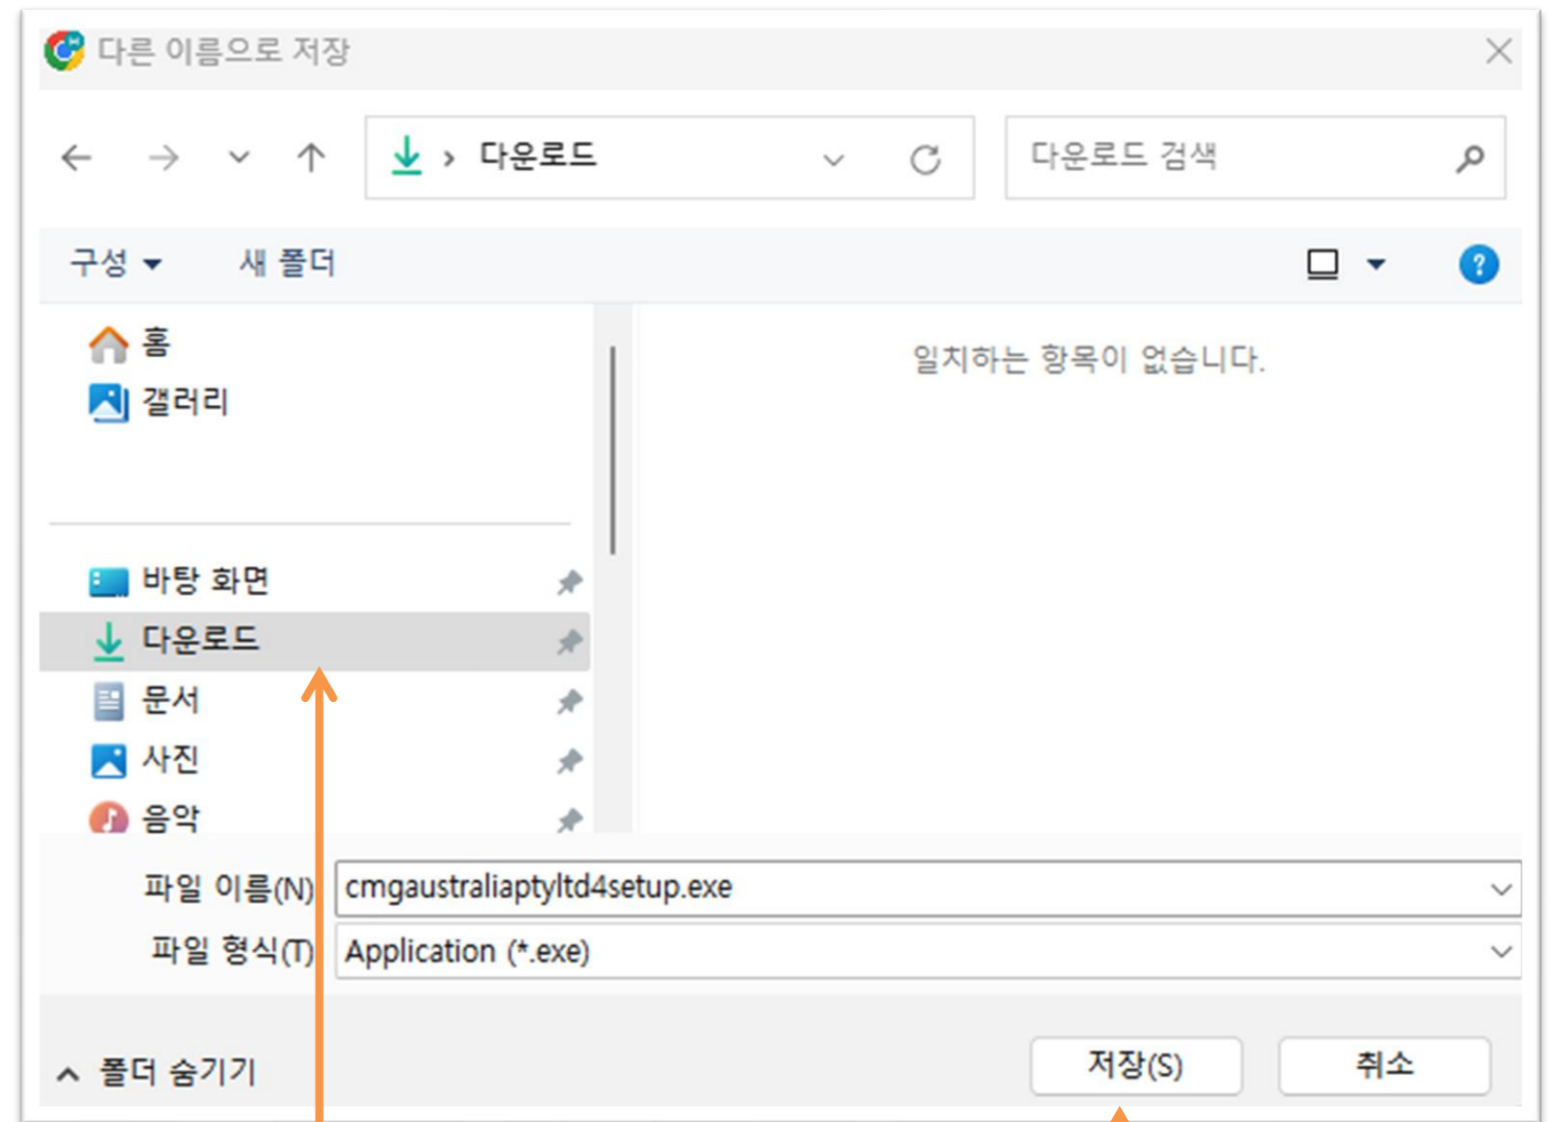 다른 이름으로 저장
다운로드
다운로드 검색
구성
새 폴더
홈
갤러리
일치하는 항목이 없습니다.
바탕 화면
다운로드
문서
사진
음악
파일 이름(N)
cmgaustraliaptyltd4setup.exe
파일 형식(T)
Application (*.exe)
폴더 숨기기
저장(S)
취소